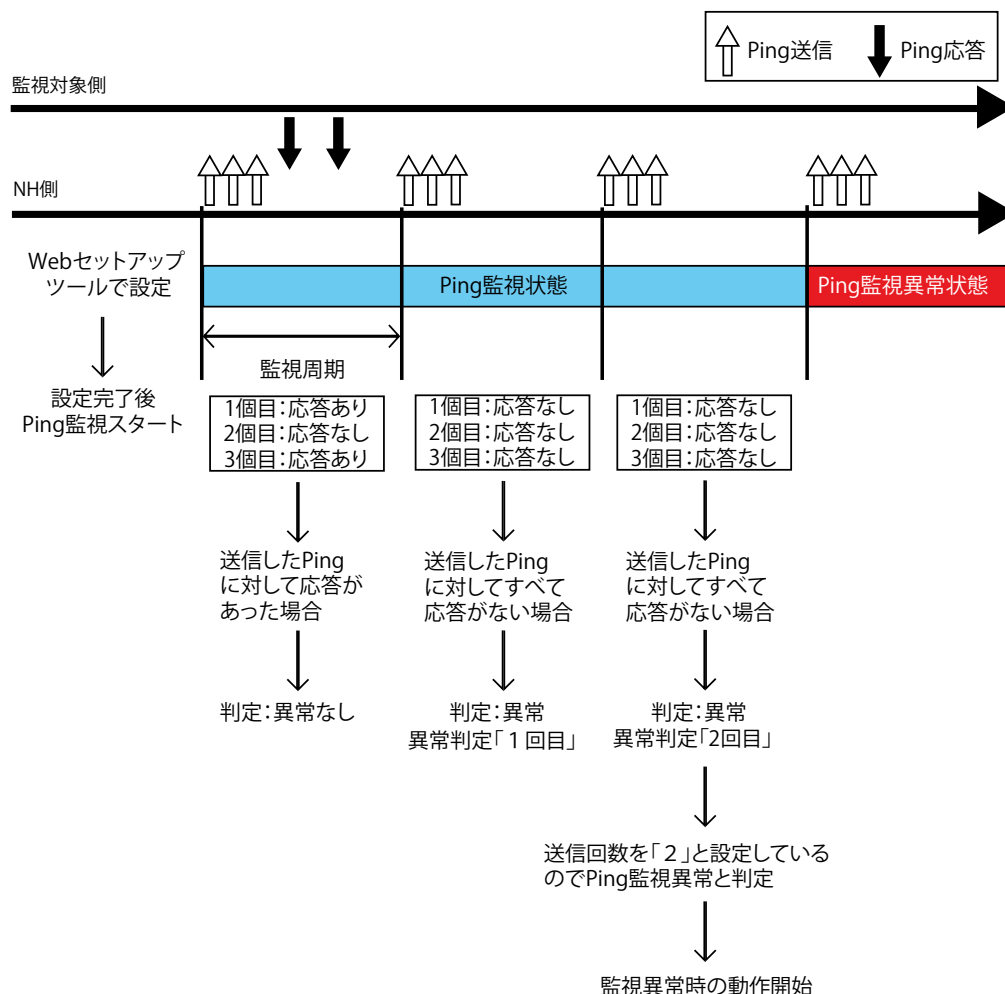 Ping送信
Ping応答
監視対象側
NH側
Webセットアップ
ツールで設定
Ping監視状態
Ping監視異常状態
監視周期
設定完了後
Ping監視スタート
1個目：応答あり
2個目：応答なし
3個目：応答あり
1個目：応答なし
2個目：応答なし
3個目：応答なし
1個目：応答なし
2個目：応答なし
3個目：応答なし
送信したPing
に対して応答が
あった場合
送信したPing
に対してすべて
応答がない場合
送信したPing
に対してすべて
応答がない場合
判定：異常なし
判定：異常
異常判定「１回目」
判定：異常
異常判定「2回目」
送信回数を「２」と設定している
のでPing監視異常と判定
監視異常時の動作開始